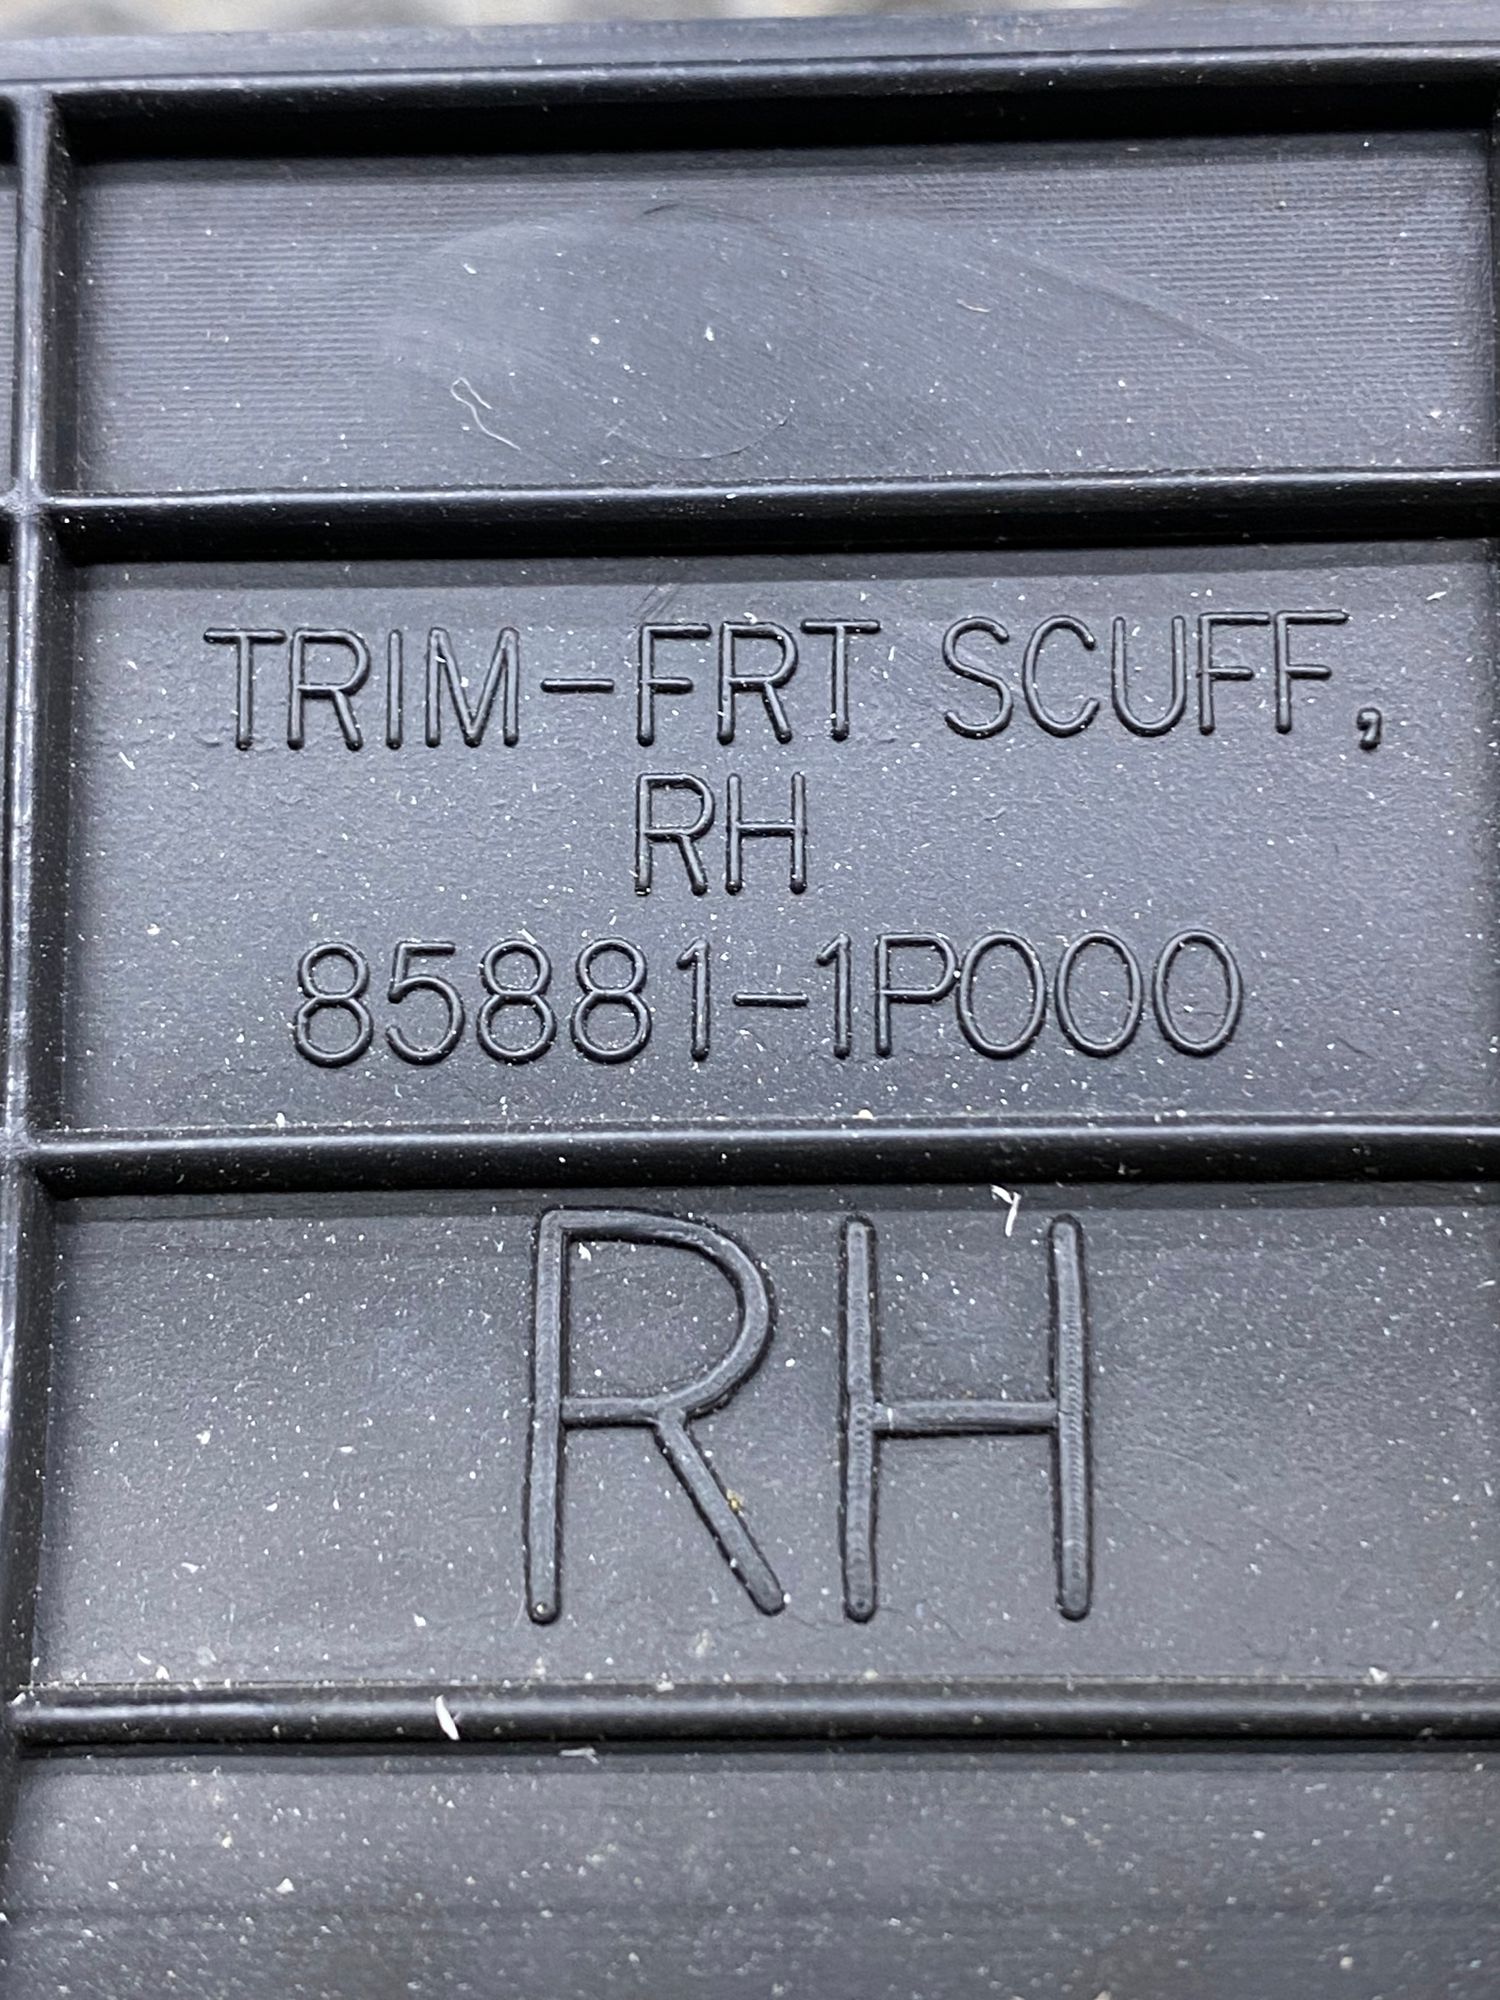 TRIM-FRT SCUFF,
RH
85881-1P000
RH